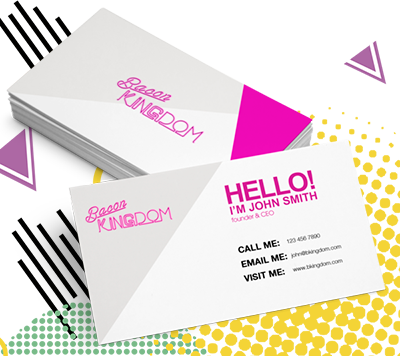 Bacon
KINGDOM
Bacon
KINGDOM
HELLO!
I'M JOHN SMITH
founder & CEO
CALL ME: 123 456 7890
EMAIL ME: john@bkingdom.com
VISIT ME: www.bkingdom.com